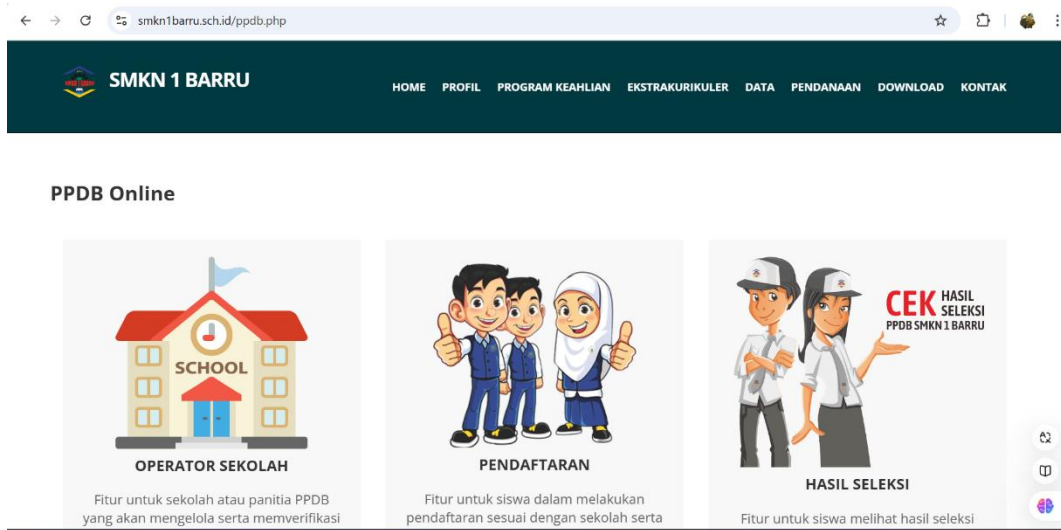 smkn1barru.sch.id/ppdb.php
SMKN 1 BARRU
HOME PROFIL PROGRAM KEAHLIAN EKSTRAKURIKULER DATA PENDANAAN DOWNLOAD KONTAK
PPDB Online
SCHOOL
OPERATOR SEKOLAH
Fitur untuk sekolah atau panitia PPDB
yang akan mengelola serta memverifikasi
PENDAFTARAN
Fitur untuk siswa dalam melakukan
pendaftaran sesuai dengan sekolah serta
CEK HASIL SELEKSI
PPDB SMKN 1 BARRU
HASIL SELEKSI
Fitur untuk siswa melihat hasil seleksi